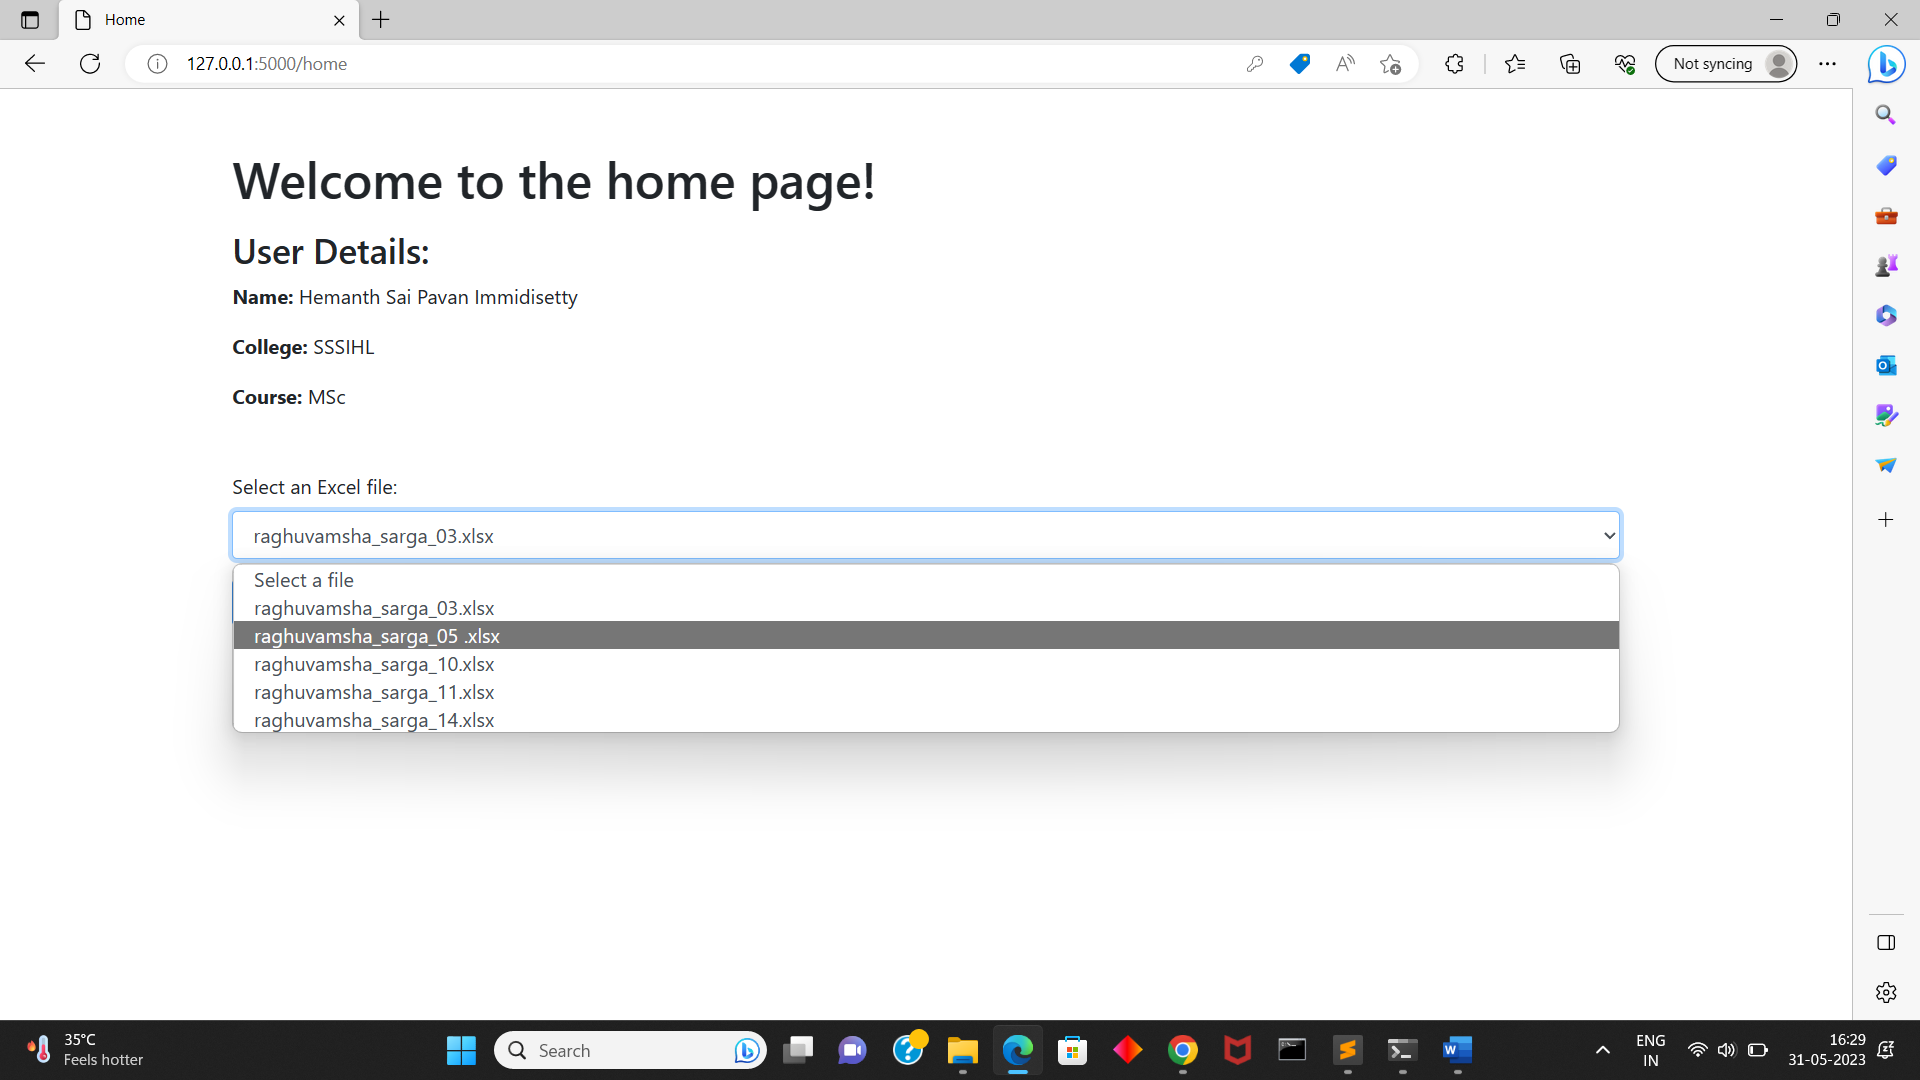 Home
127.0.0.1:5000/home
Not syncing
Welcome to the home page!
User Details:
Name: Hemanth Sai Pavan Immidisetty
College: SSSIHL
Course: MSc
Select an Excel file:
raghuvamsha_sarga_03.xlsx
Select a file
raghuvamsha_sarga_03.xlsx
raghuvamsha_sarga_05 .xlsx
raghuvamsha_sarga_10.xlsx
raghuvamsha_sarga_11.xlsx
raghuvamsha_sarga_14.xlsx
35°C
Feels hotter
Search
ENG
IN
16:29
31-05-2023